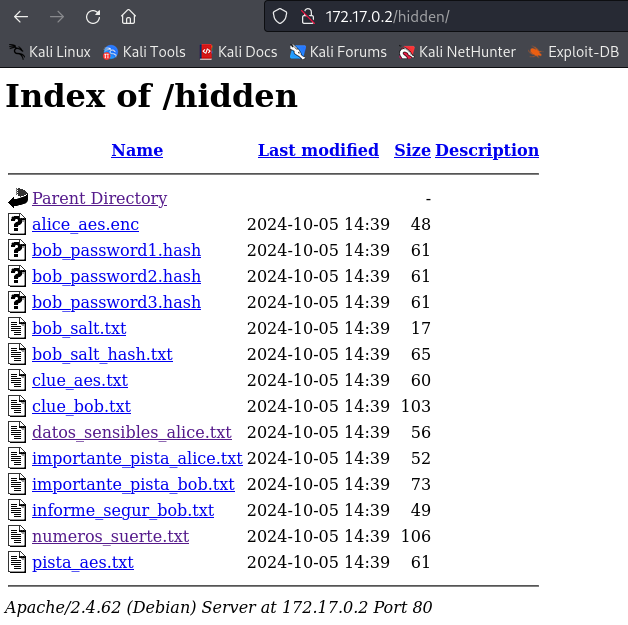 172.17.0.2/hidden/
Kali Linux Kali Tools Kali Docs Kali Forums Kali NetHunter Exploit-DB
Index of /hidden
Name Last modified Size Description
Parent Directory -
alice_aes.enc 2024-10-05 14:39 48
bob_password1.hash 2024-10-05 14:39 61
bob_password2.hash 2024-10-05 14:39 61
bob_password3.hash 2024-10-05 14:39 61
bob_salt.txt 2024-10-05 14:39 17
bob_salt_hash.txt 2024-10-05 14:39 65
clue_aes.txt 2024-10-05 14:39 60
clue_bob.txt 2024-10-05 14:39 103
datos_sensibles_alice.txt 2024-10-05 14:39 56
importante_pista_alice.txt 2024-10-05 14:39 52
importante_pista_bob.txt 2024-10-05 14:39 73
informe_segur_bob.txt 2024-10-05 14:39 49
numeros_suerte.txt 2024-10-05 14:39 106
pista_aes.txt 2024-10-05 14:39 61
Apache/2.4.62 (Debian) Server at 172.17.0.2 Port 80